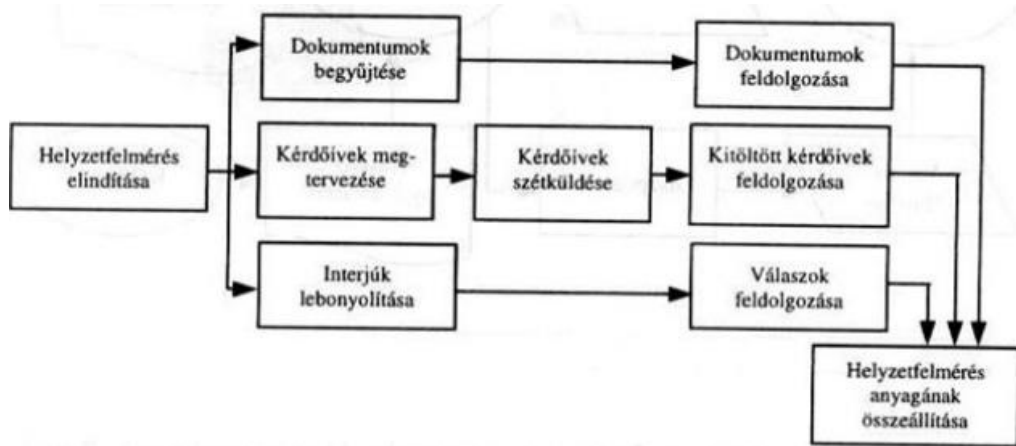 Dokumentumok
begyűjtése
Dokumentumok
feldolgozása
Helyzetfelmérés
elindítása
Kérdőívek meg-
tervezése
Kérdőívek
szétküldése
Kitöltött kérdőívek
feldolgozása
Interjúk
lebonyolítása
Válaszok
feldolgozása
Helyzetfelmérés
anyagának
összeállítása